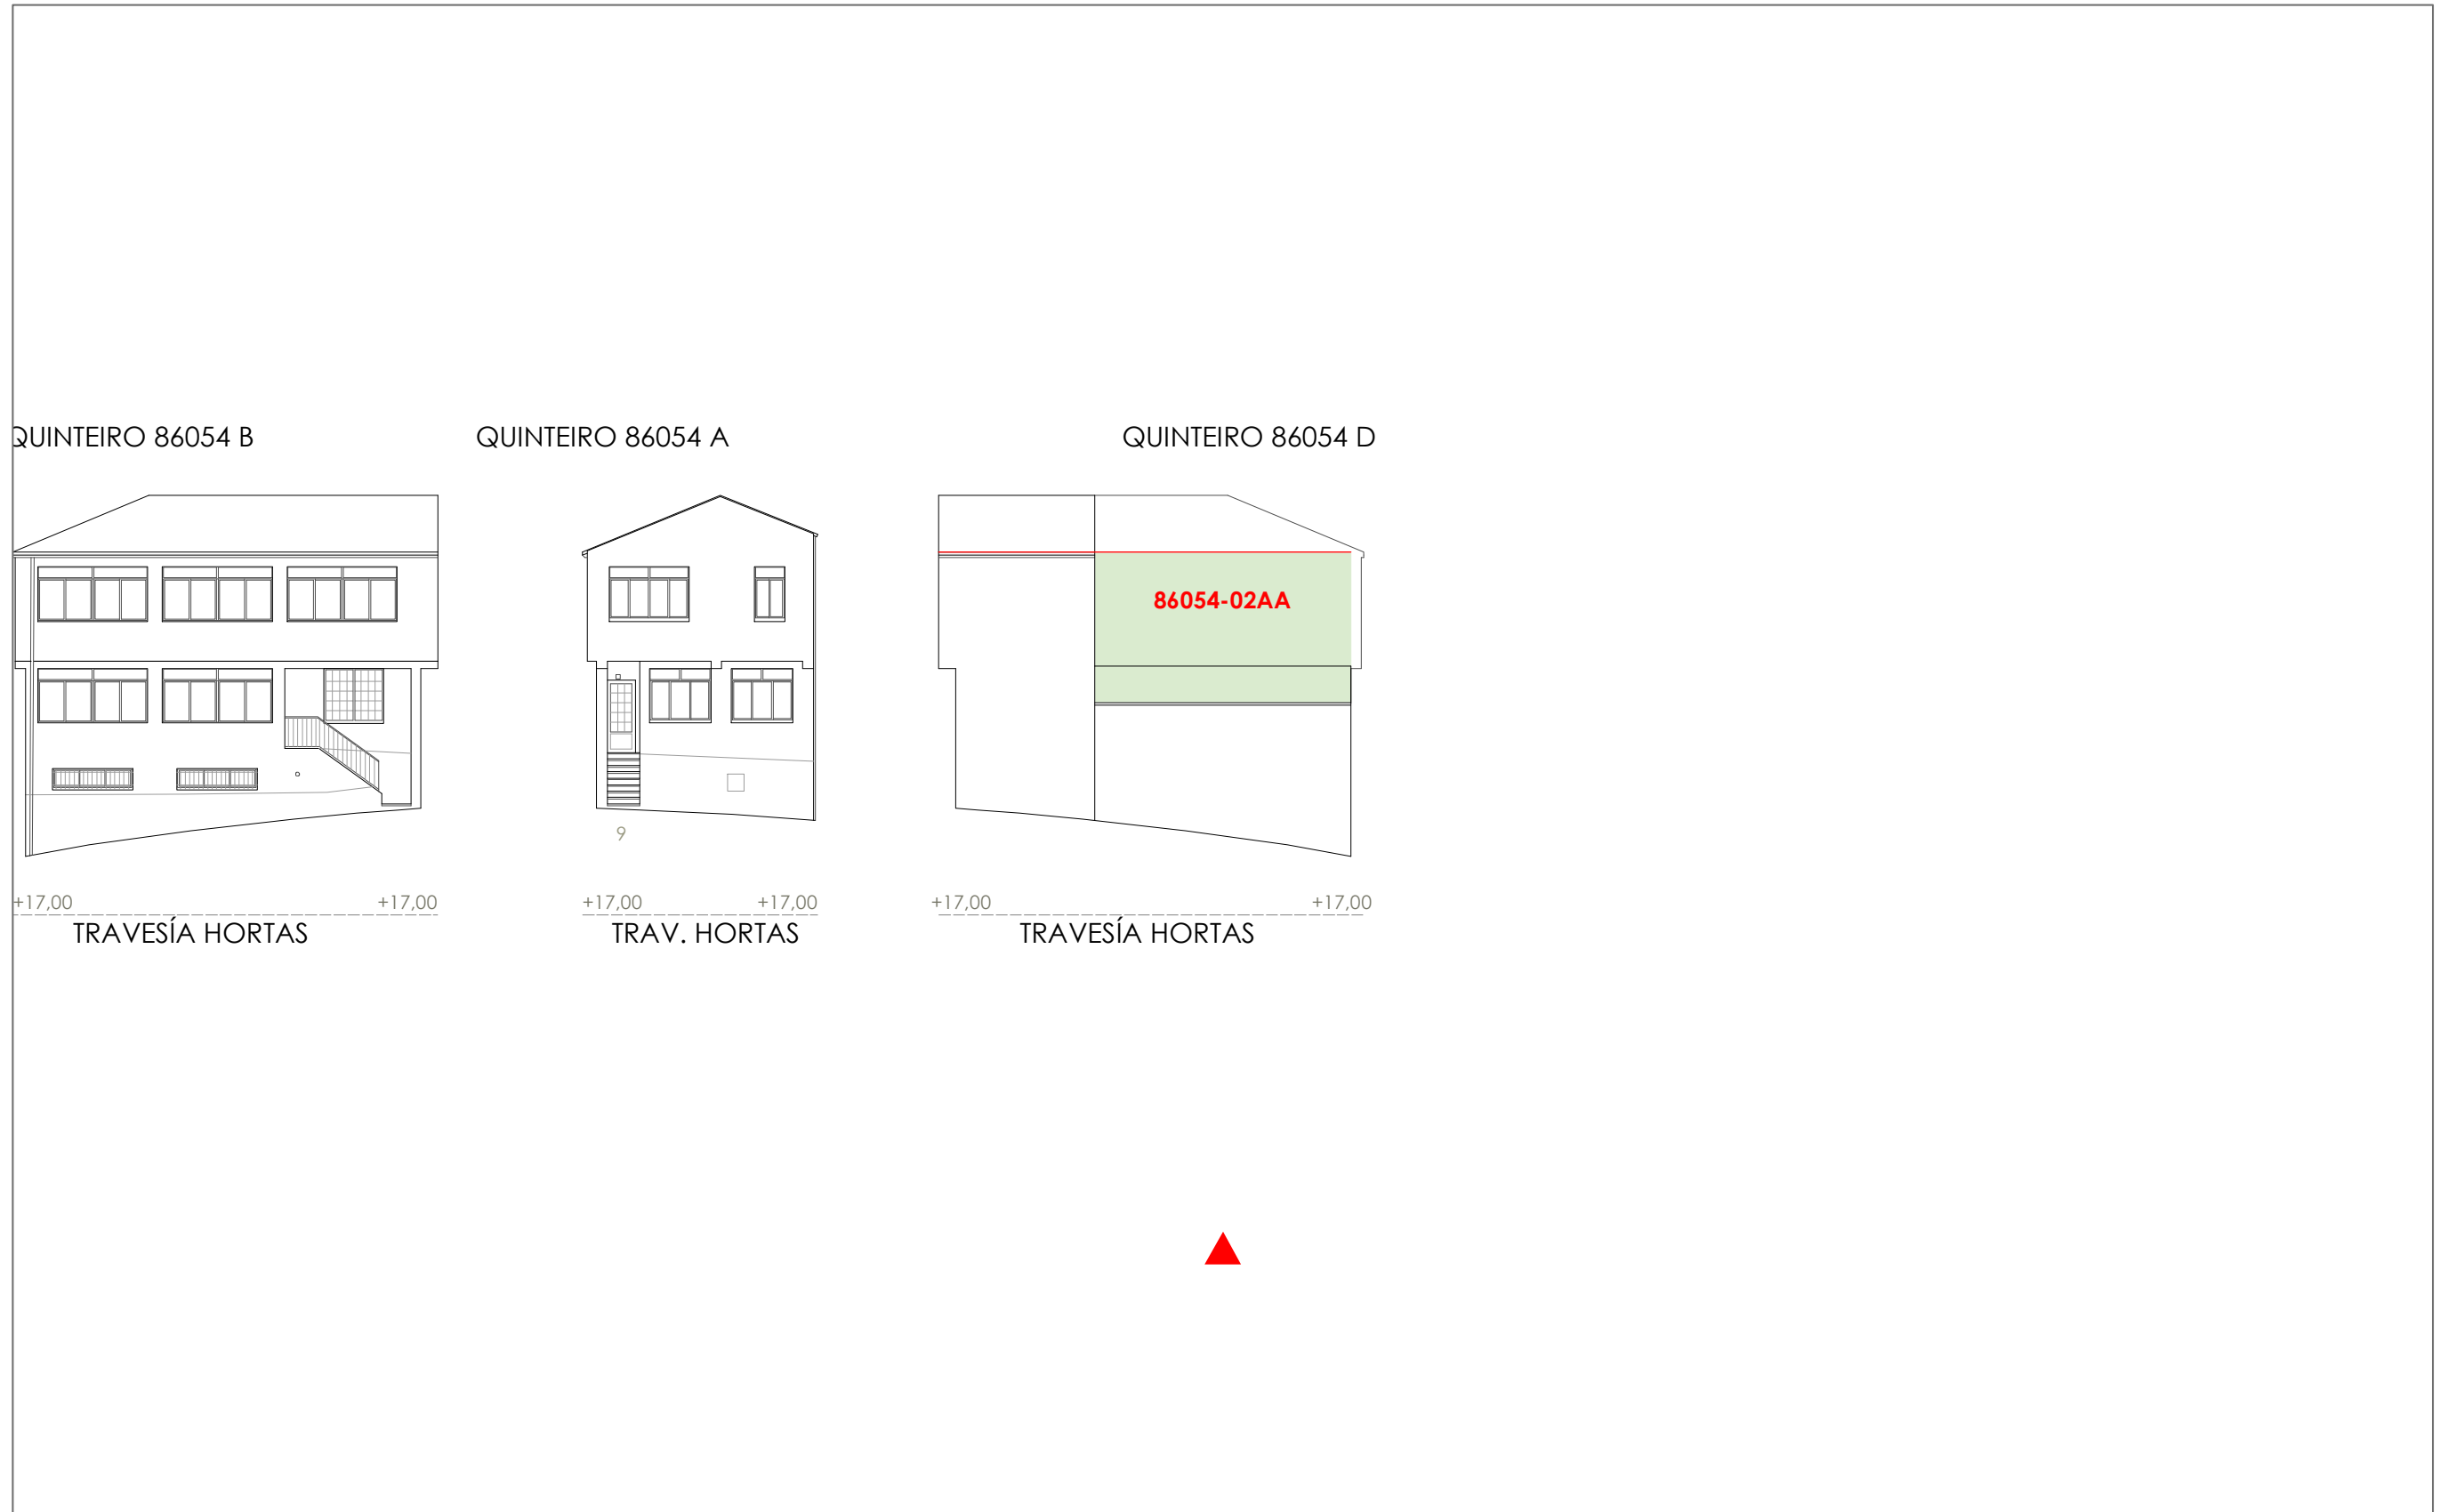 QUINTEIRO 86054 B
QUINTEIRO 86054 A
QUINTEIRO 86054 D
86054-02AA
9
+17,00
+17,00
+17,00
+17,00
+17,00
+17,00
TRAVESÍA HORTAS
TRAV. HORTAS
TRAVESÍA HORTAS